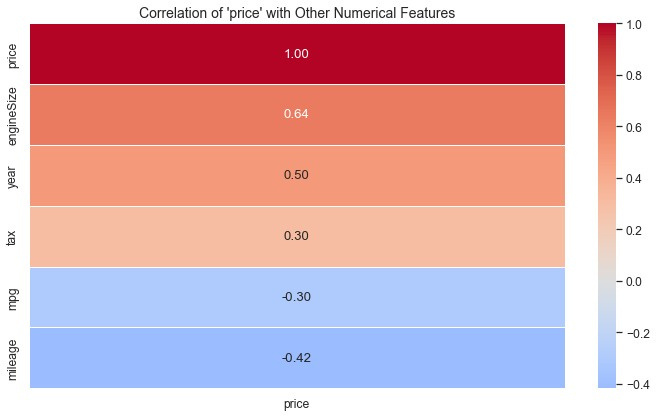 Correlation of 'price' with Other Numerical Features
price
1.00
engineSize
0.64
year
0.50
tax
0.30
mpg
-0.30
mileage
-0.42
price
1.0
0.8
0.6
0.4
0.2
0.0
−0.2
−0.4